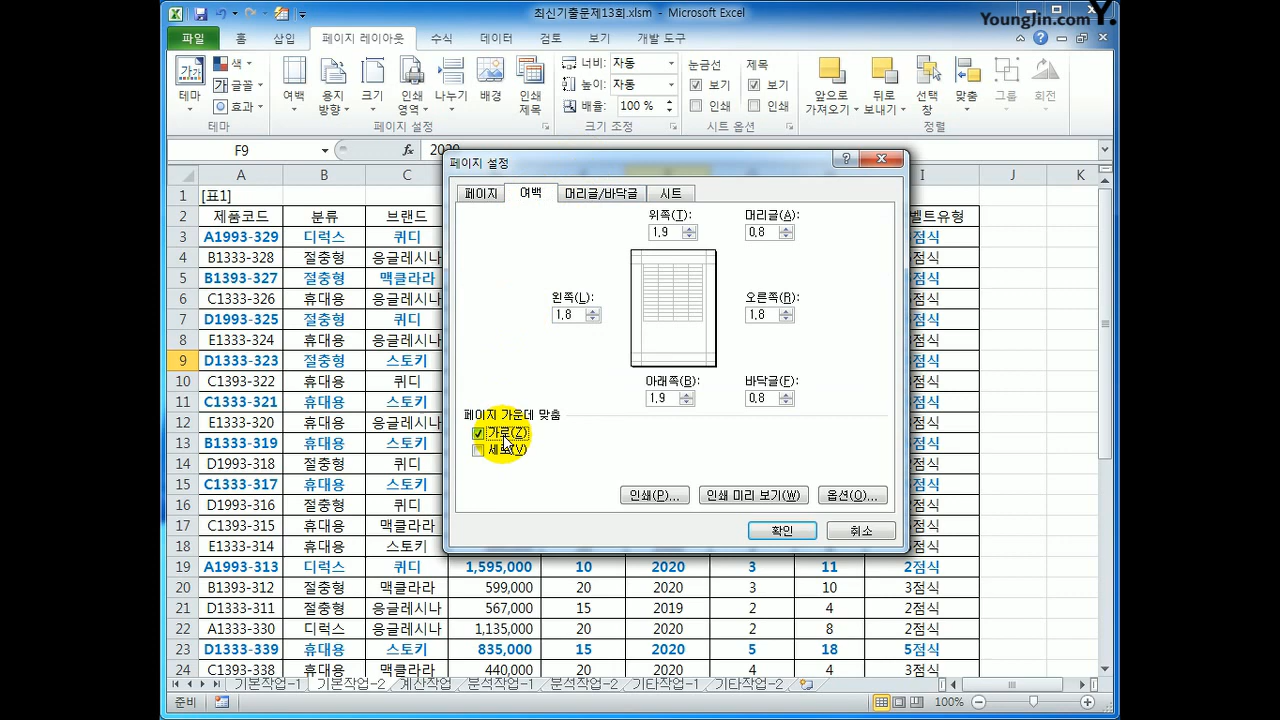 최신기출문제13회.xlsm - Microsoft Excel
YoungJin.com Y.
파일 홈 삽입 페이지 레이아웃 수식 데이터 검토 보기 개발 도구
가가 테마 색 글꼴 효과 여백 용지 방향 크기 인쇄 영역 나누기 배경 인쇄 제목 너비: 자동 높이: 자동 배율: 100 % 눈금선 보기 인쇄 제목 보기 인쇄 앞으로 가져오기 뒤로 보내기 선택 창 맞춤 그룹 회전
테마 페이지 설정 크기 조정 시트 옵션 정렬
F9 fx 2020
A B C I J K
1 [표1]
2 제품코드 분류 브랜드 벨트유형
3 A1993-329 디럭스 퀴디 점식
4 B1333-328 절충형 응글레시나 점식
5 B1393-327 절충형 맥클라라 점식
6 C1333-326 휴대용 응글레시나 점식
7 D1993-325 절충형 퀴디 점식
8 E1333-324 휴대용 응글레시나 점식
9 D1333-323 절충형 스토키 점식
10 C1393-322 휴대용 퀴디 점식
11 C1333-321 휴대용 스토키 점식
12 E1333-320 휴대용 응글레시나 점식
13 B1333-319 휴대용 스토키 점식
14 D1993-318 절충형 퀴디 점식
15 C1333-317 휴대용 스토키 점식
16 D1993-316 절충형 퀴디 점식
17 C1393-315 휴대용 맥클라라 점식
18 E1333-314 휴대용 스토키 점식
19 A1993-313 디럭스 퀴디 1,595,000 10 2020 3 11 2점식
20 B1393-312 절충형 맥클라라 599,000 20 2020 3 10 3점식
21 D1333-311 절충형 응글레시나 567,000 15 2019 2 4 2점식
22 A1333-330 디럭스 응글레시나 1,135,000 20 2020 2 8 2점식
23 D1333-339 휴대용 스토키 835,000 15 2020 5 18 5점식
24 C1393-338 휴대용 맥클라라 440,000 20 2020 4 4 3점식
페이지 설정
페이지 여백 머리글/바닥글 시트
위쪽(T): 머리글(A):
1.9 0.8
왼쪽(L): 오른쪽(R):
1.8 1.8
아래쪽(B): 바닥글(F):
1.9 0.8
페이지 가운데 맞춤
가로(Z)
세로(V)
인쇄(P)... 인쇄 미리 보기(W) 옵션(O)...
확인 취소
기본작업-1 기본작업-2 계산작업 분석작업-1 분석작업-2 기타작업-1 기타작업-2
준비 100%